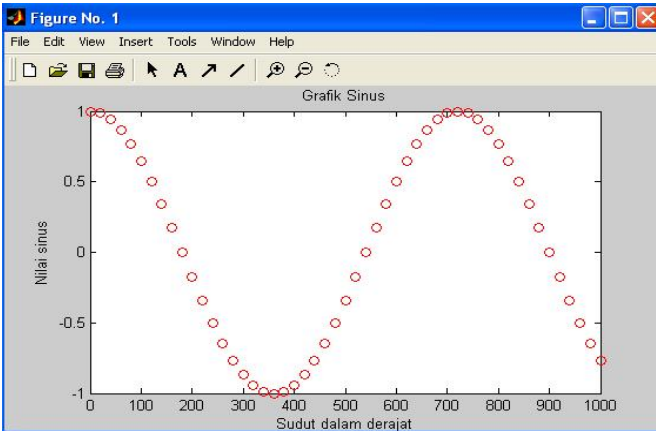 Figure No. 1
File Edit View Insert Tools Window Help
A
Grafik Sinus
1
0.5
0
-0.5
-1
Nilai sinus
0 100 200 300 400 500 600 700 800 900 1000
Sudut dalam derajat